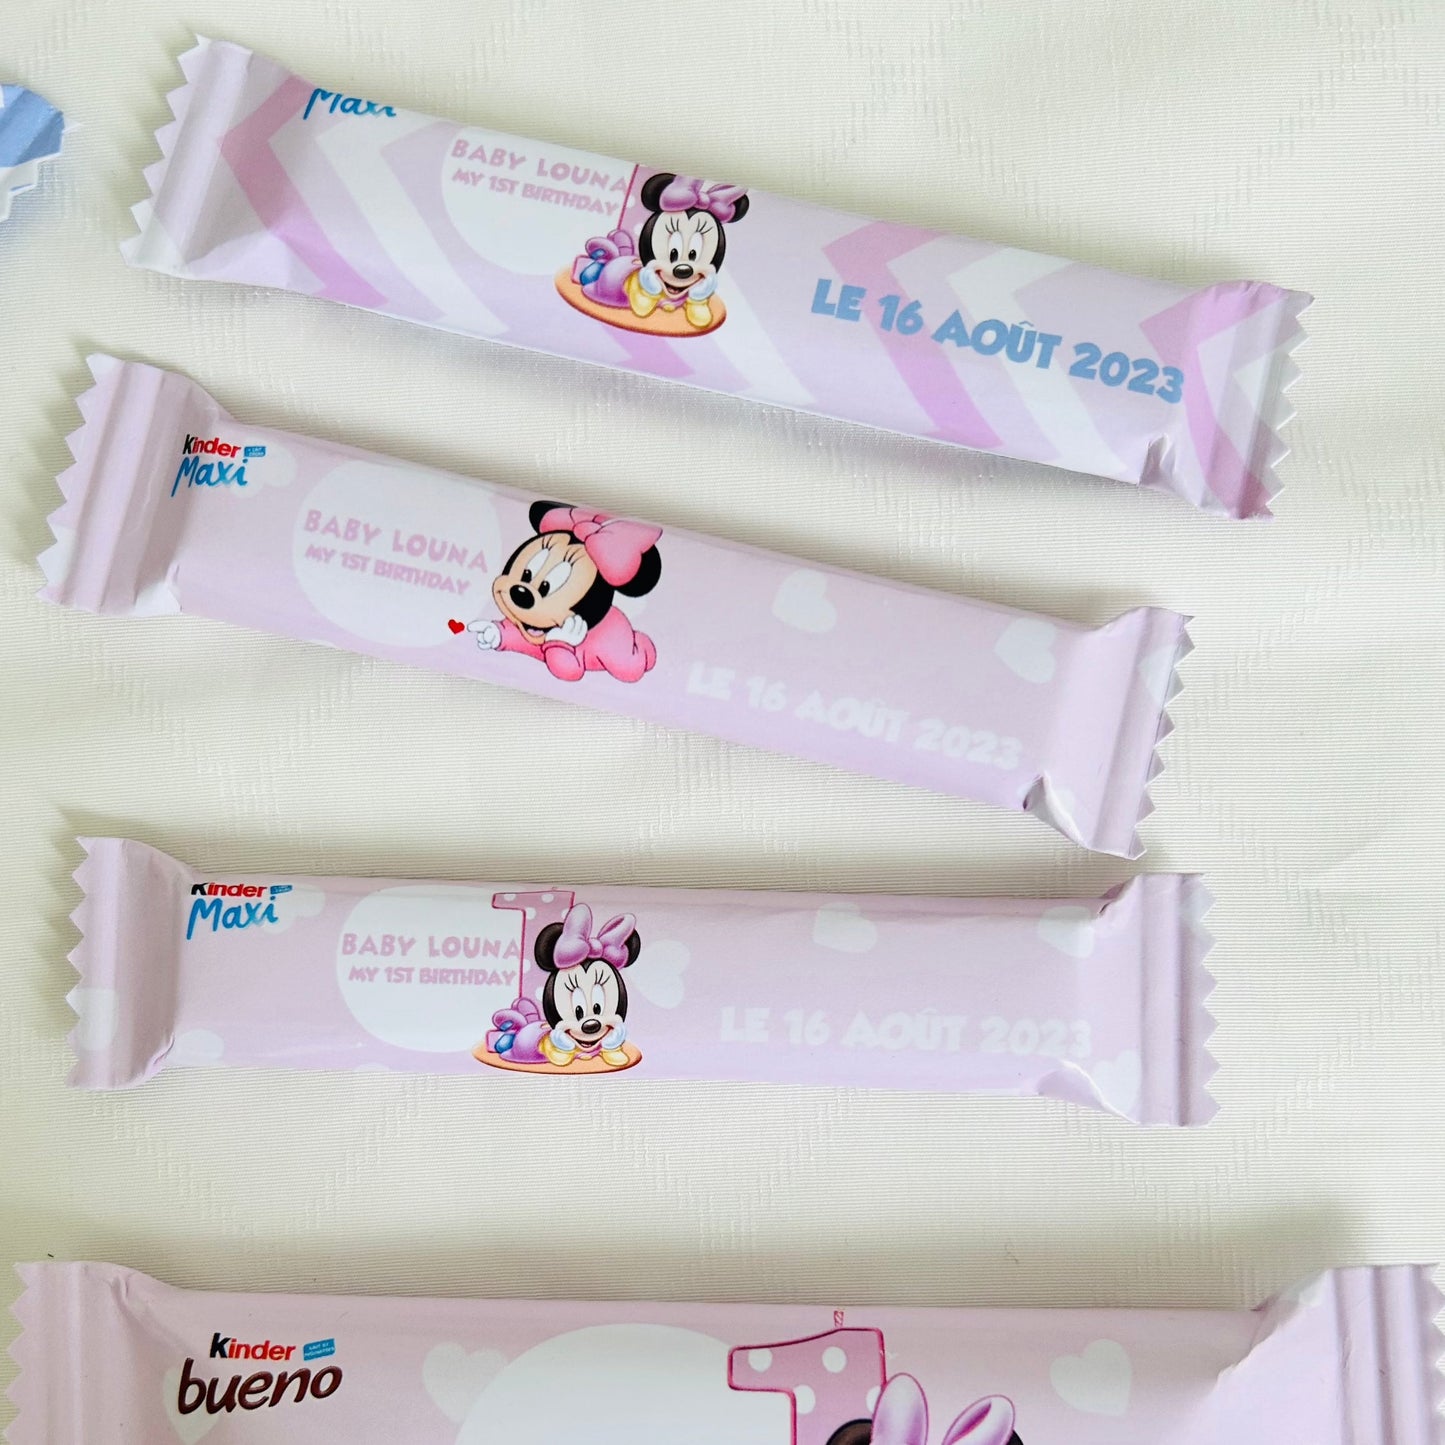 Maxi
BABY LOUNA
MY 1ST BIRTHDAY
LE 16 AOÛT 2023
Kinder
Maxi
BABY LOUNA
MY 1ST BIRTHDAY
LE 16 AOÛT 2023
Kinder
Maxi
BABY LOUNA
MY 1ST BIRTHDAY
LE 16 AOÛT 2023
Kinder
bueno